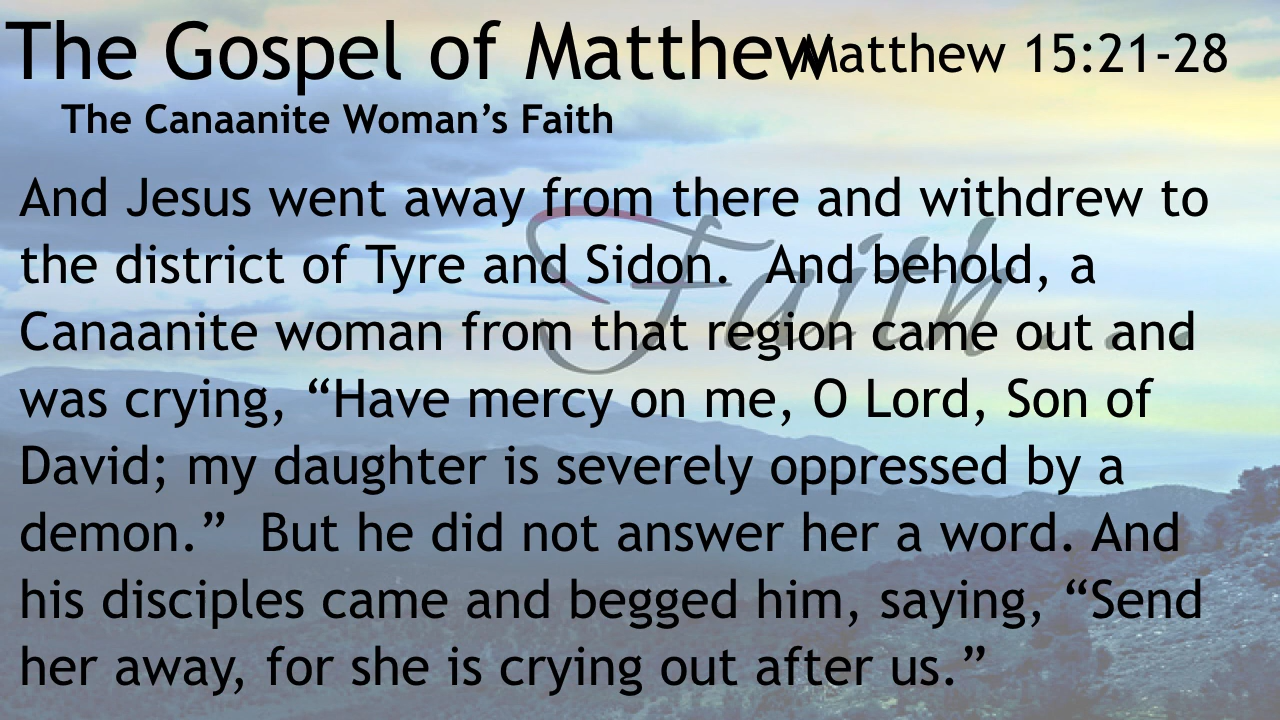 The Gospel of Matthew
Matthew 15:21-28
The Canaanite Woman’s Faith
And Jesus went away from there and withdrew to
the district of Tyre and Sidon.  And behold, a
Canaanite woman from that region came out and
was crying, “Have mercy on me, O Lord, Son of
David; my daughter is severely oppressed by a
demon.”  But he did not answer her a word. And
his disciples came and begged him, saying, “Send
her away, for she is crying out after us.”
Faith...